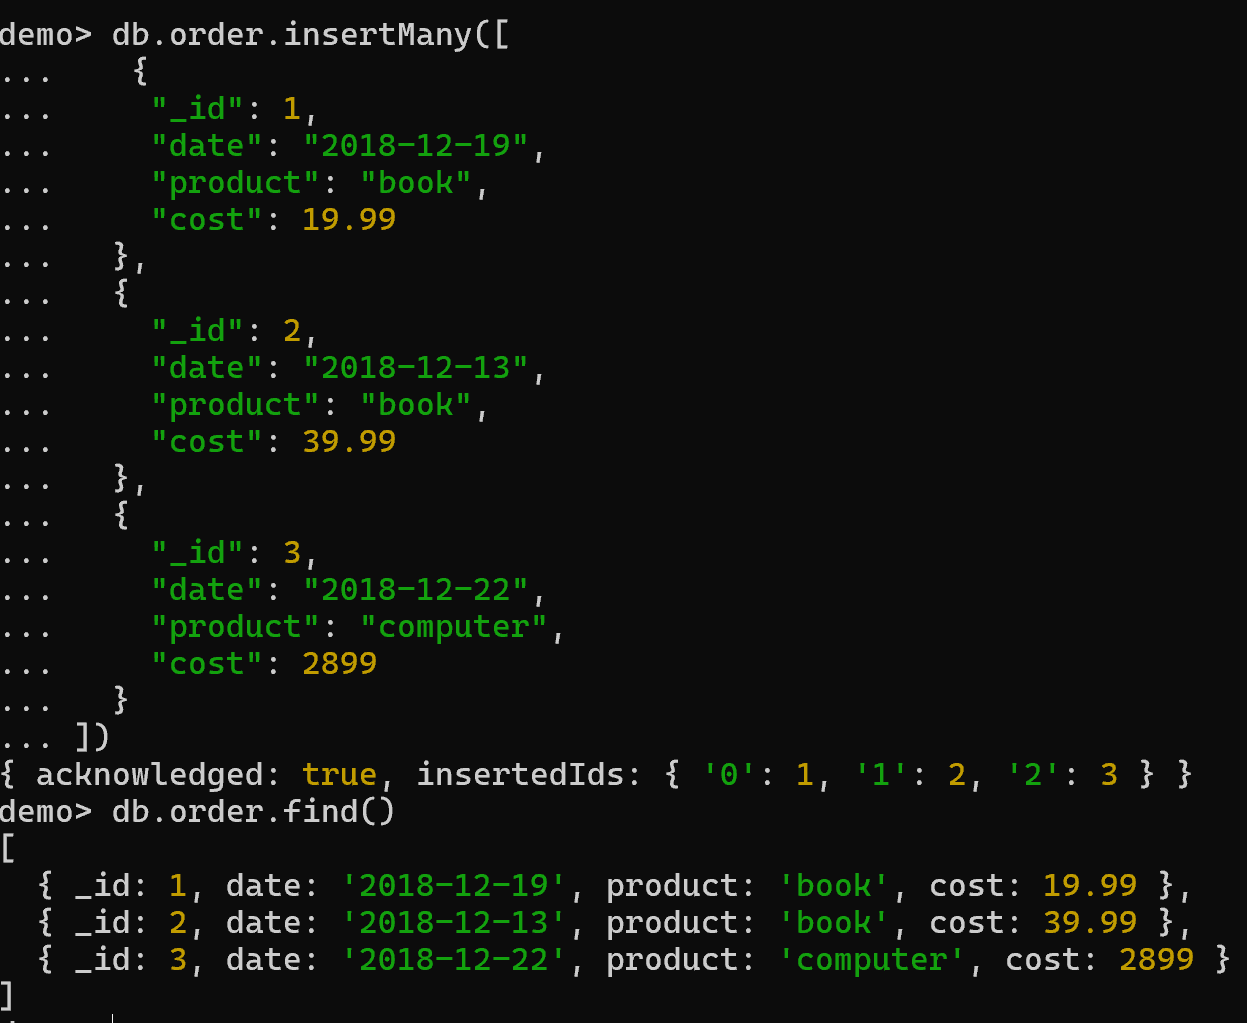 demo> db.order.insertMany([
...    {
...     "_id": 1,
...     "date": "2018-12-19",
...     "product": "book",
...     "cost": 19.99
...   },
...   {
...     "_id": 2,
...     "date": "2018-12-13",
...     "product": "book",
...     "cost": 39.99
...   },
...   {
...     "_id": 3,
...     "date": "2018-12-22",
...     "product": "computer",
...     "cost": 2899
...   }
... ])
{ acknowledged: true, insertedIds: { '0': 1, '1': 2, '2': 3 } }
demo> db.order.find()
[
  { _id: 1, date: '2018-12-19', product: 'book', cost: 19.99 },
  { _id: 2, date: '2018-12-13', product: 'book', cost: 39.99 },
  { _id: 3, date: '2018-12-22', product: 'computer', cost: 2899 }
]